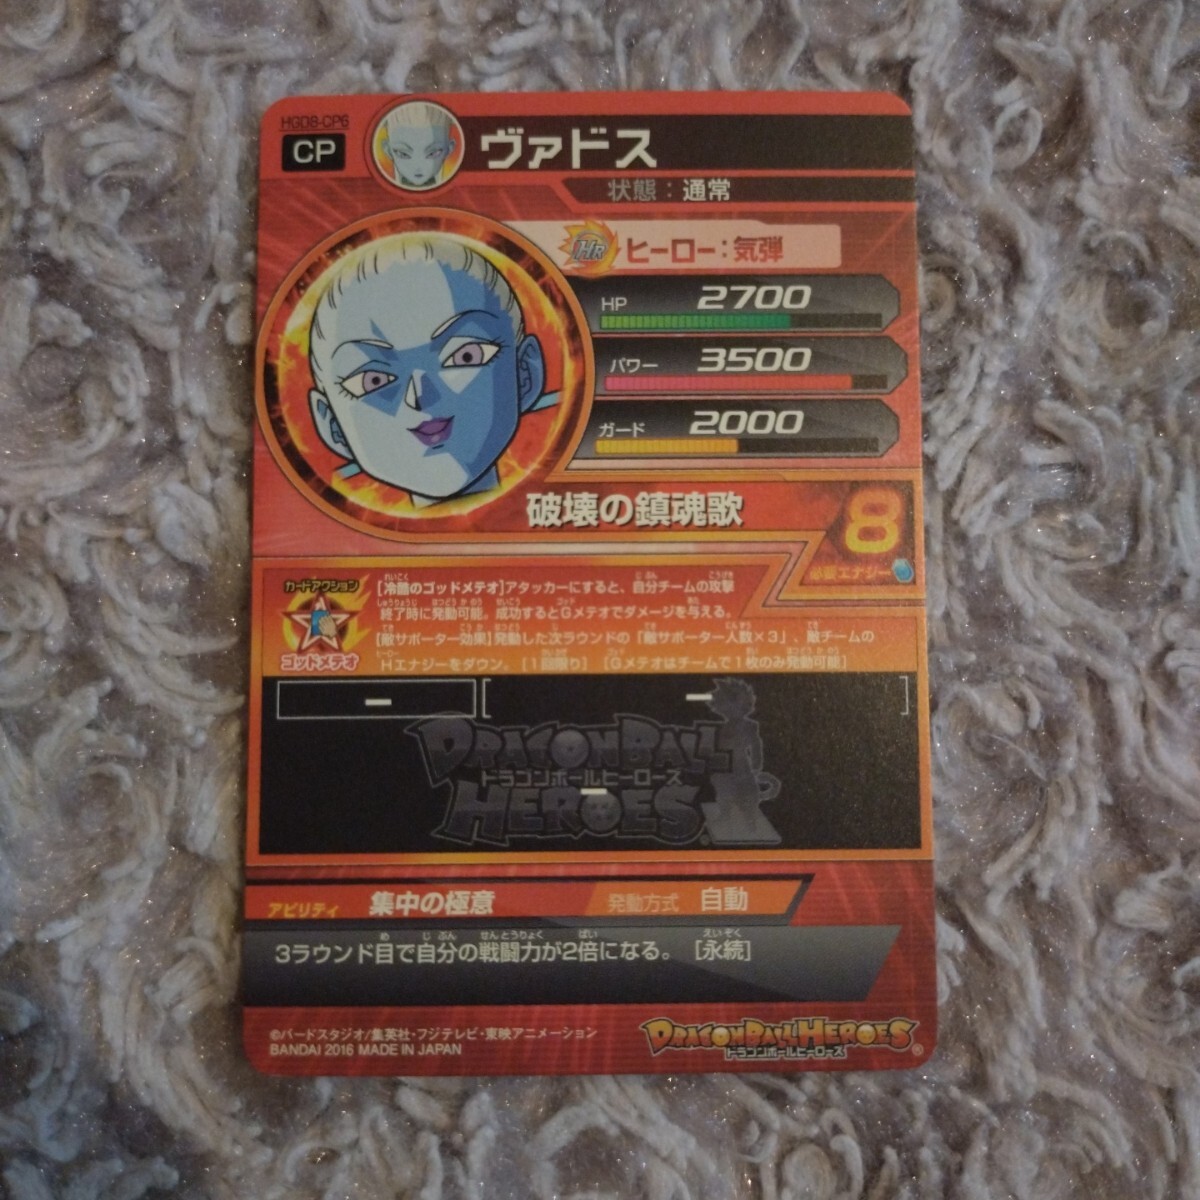 HGD8-CP6
CP
ヴァドス
状態：通常
HR ヒーロー：気弾
HP 2700
パワー 3500
ガード 2000
破壊の鎮魂歌
8
必要エナジー
カードアクション
ゴッドメテオ
[冷酷のゴッドメテオ]アタッカーにすると、自分チームの攻撃
終了時に発動可能。成功するとGメテオでダメージを与える。
[敵サポーター効果]発動した次ラウンドの「敵サポーター人数×3」、敵チームの
Hエナジーをダウン。[1回限り] [Gメテオはチームで1枚のみ発動可能]
ー
ー
DRAGONBALL
ドラゴンボールヒーローズ
ー
HEROES
アビリティ 集中の極意 発動方式 自動
3ラウンド目で自分の戦闘力が2倍になる。 [永続]
©バードスタジオ/集英社・フジテレビ・東映アニメーション
BANDAI 2016 MADE IN JAPAN
DRAGONBALL HEROES
ドラゴンボールヒーローズ ®